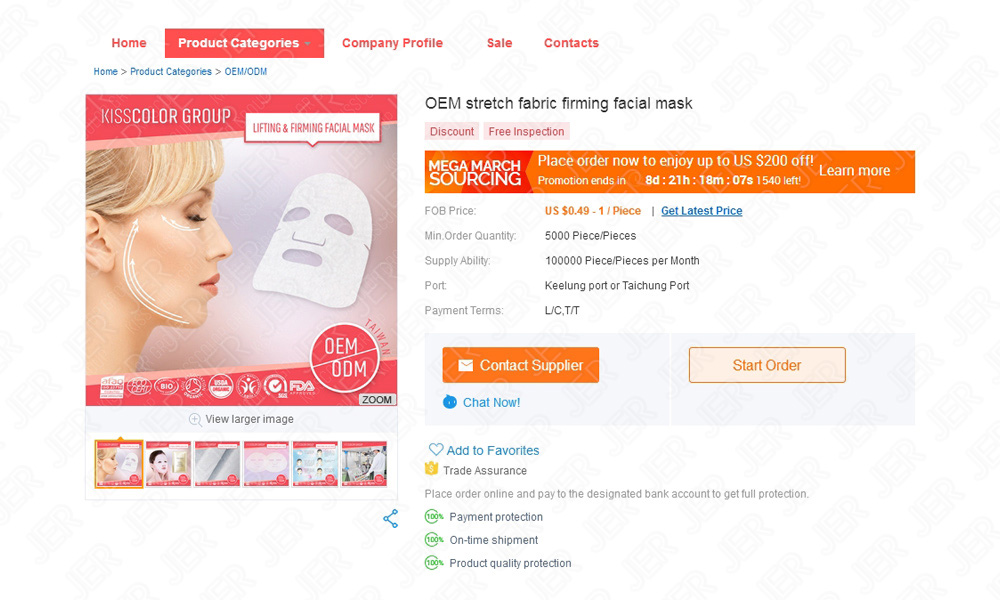 Home Product Categories Company Profile Sale Contacts
Home > Product Categories > OEM/ODM
KISSCOLOR GROUP
LIFTING & FIRMING FACIAL MASK
TAIWAN
OEM
ODM
BIO
USDA
ORGANIC
SGS
FDA
APPROVED
ZOOM
View larger image
OEM stretch fabric firming facial mask
Discount Free Inspection
MEGA MARCH
SOURCING
Place order now to enjoy up to US $200 off!
Promotion ends in 8d : 21h : 18m : 07s 1540 left!
Learn more
FOB Price: US $0.49 - 1 / Piece | Get Latest Price
Min.Order Quantity: 5000 Piece/Pieces
Supply Ability: 100000 Piece/Pieces per Month
Port: Keelung port or Taichung Port
Payment Terms: L/C,T/T
Contact Supplier Start Order
Chat Now!
Add to Favorites
Trade Assurance
Place order online and pay to the designated bank account to get full protection.
100% Payment protection
100% On-time shipment
100% Product quality protection